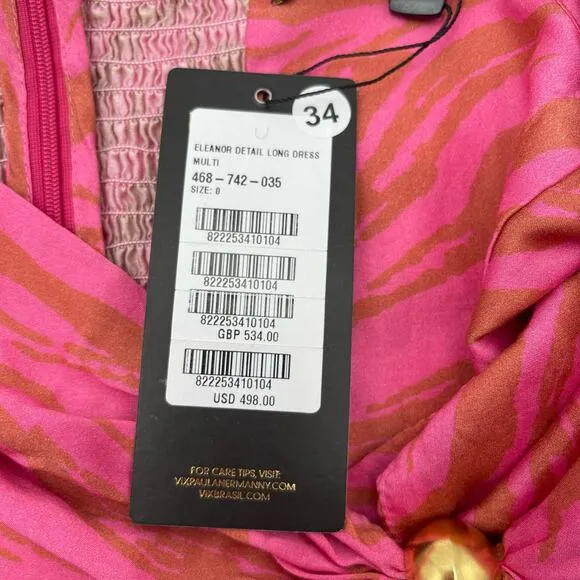 34
ELEANOR DETAIL LONG DRESS
MULTI
468-742-035
SIZE: 0
822253410104
822253410104
822253410104
GBP 534.00
822253410104
USD 498.00
FOR CARE TIPS, VISIT:
VIXPAULAHERMANNY.COM
VIXBRASIL.COM